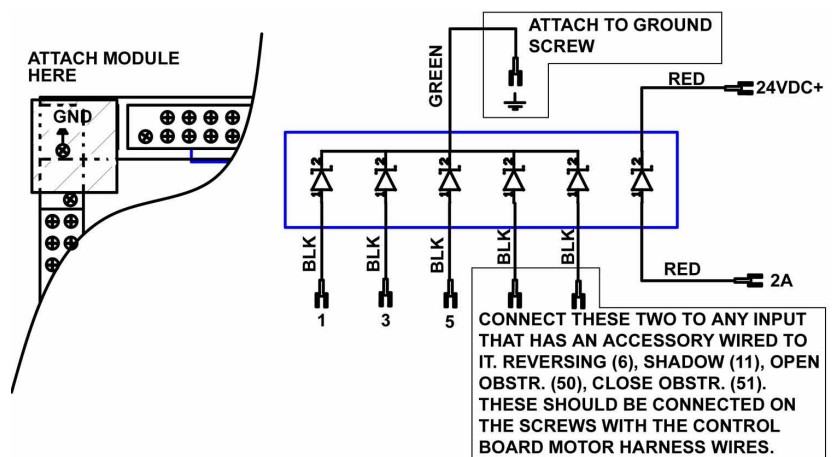 ATTACH MODULE
HERE
GND
ATTACH TO GROUND
SCREW
GREEN
RED
24VDC+
2 2 2 2 2 2
1 1 1 1 1 1
BLK BLK BLK BLK BLK
RED
2A
1 3 5
CONNECT THESE TWO TO ANY INPUT
THAT HAS AN ACCESSORY WIRED TO
IT. REVERSING (6), SHADOW (11), OPEN
OBSTR. (50), CLOSE OBSTR. (51).
THESE SHOULD BE CONNECTED ON
THE SCREWS WITH THE CONTROL
BOARD MOTOR HARNESS WIRES.